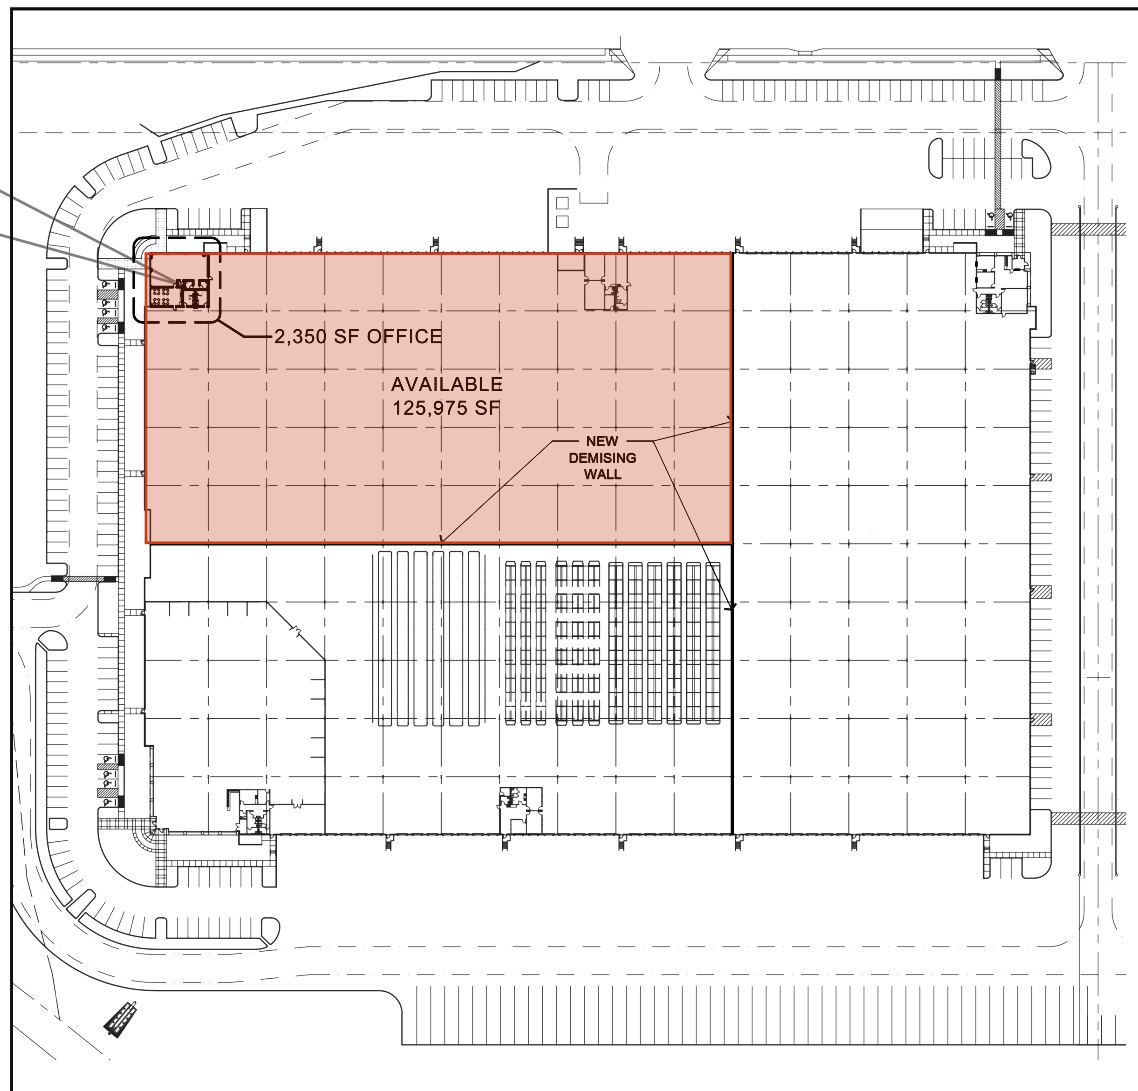 2,350 SF OFFICE
AVAILABLE
125,975 SF
NEW
DEMISING
WALL